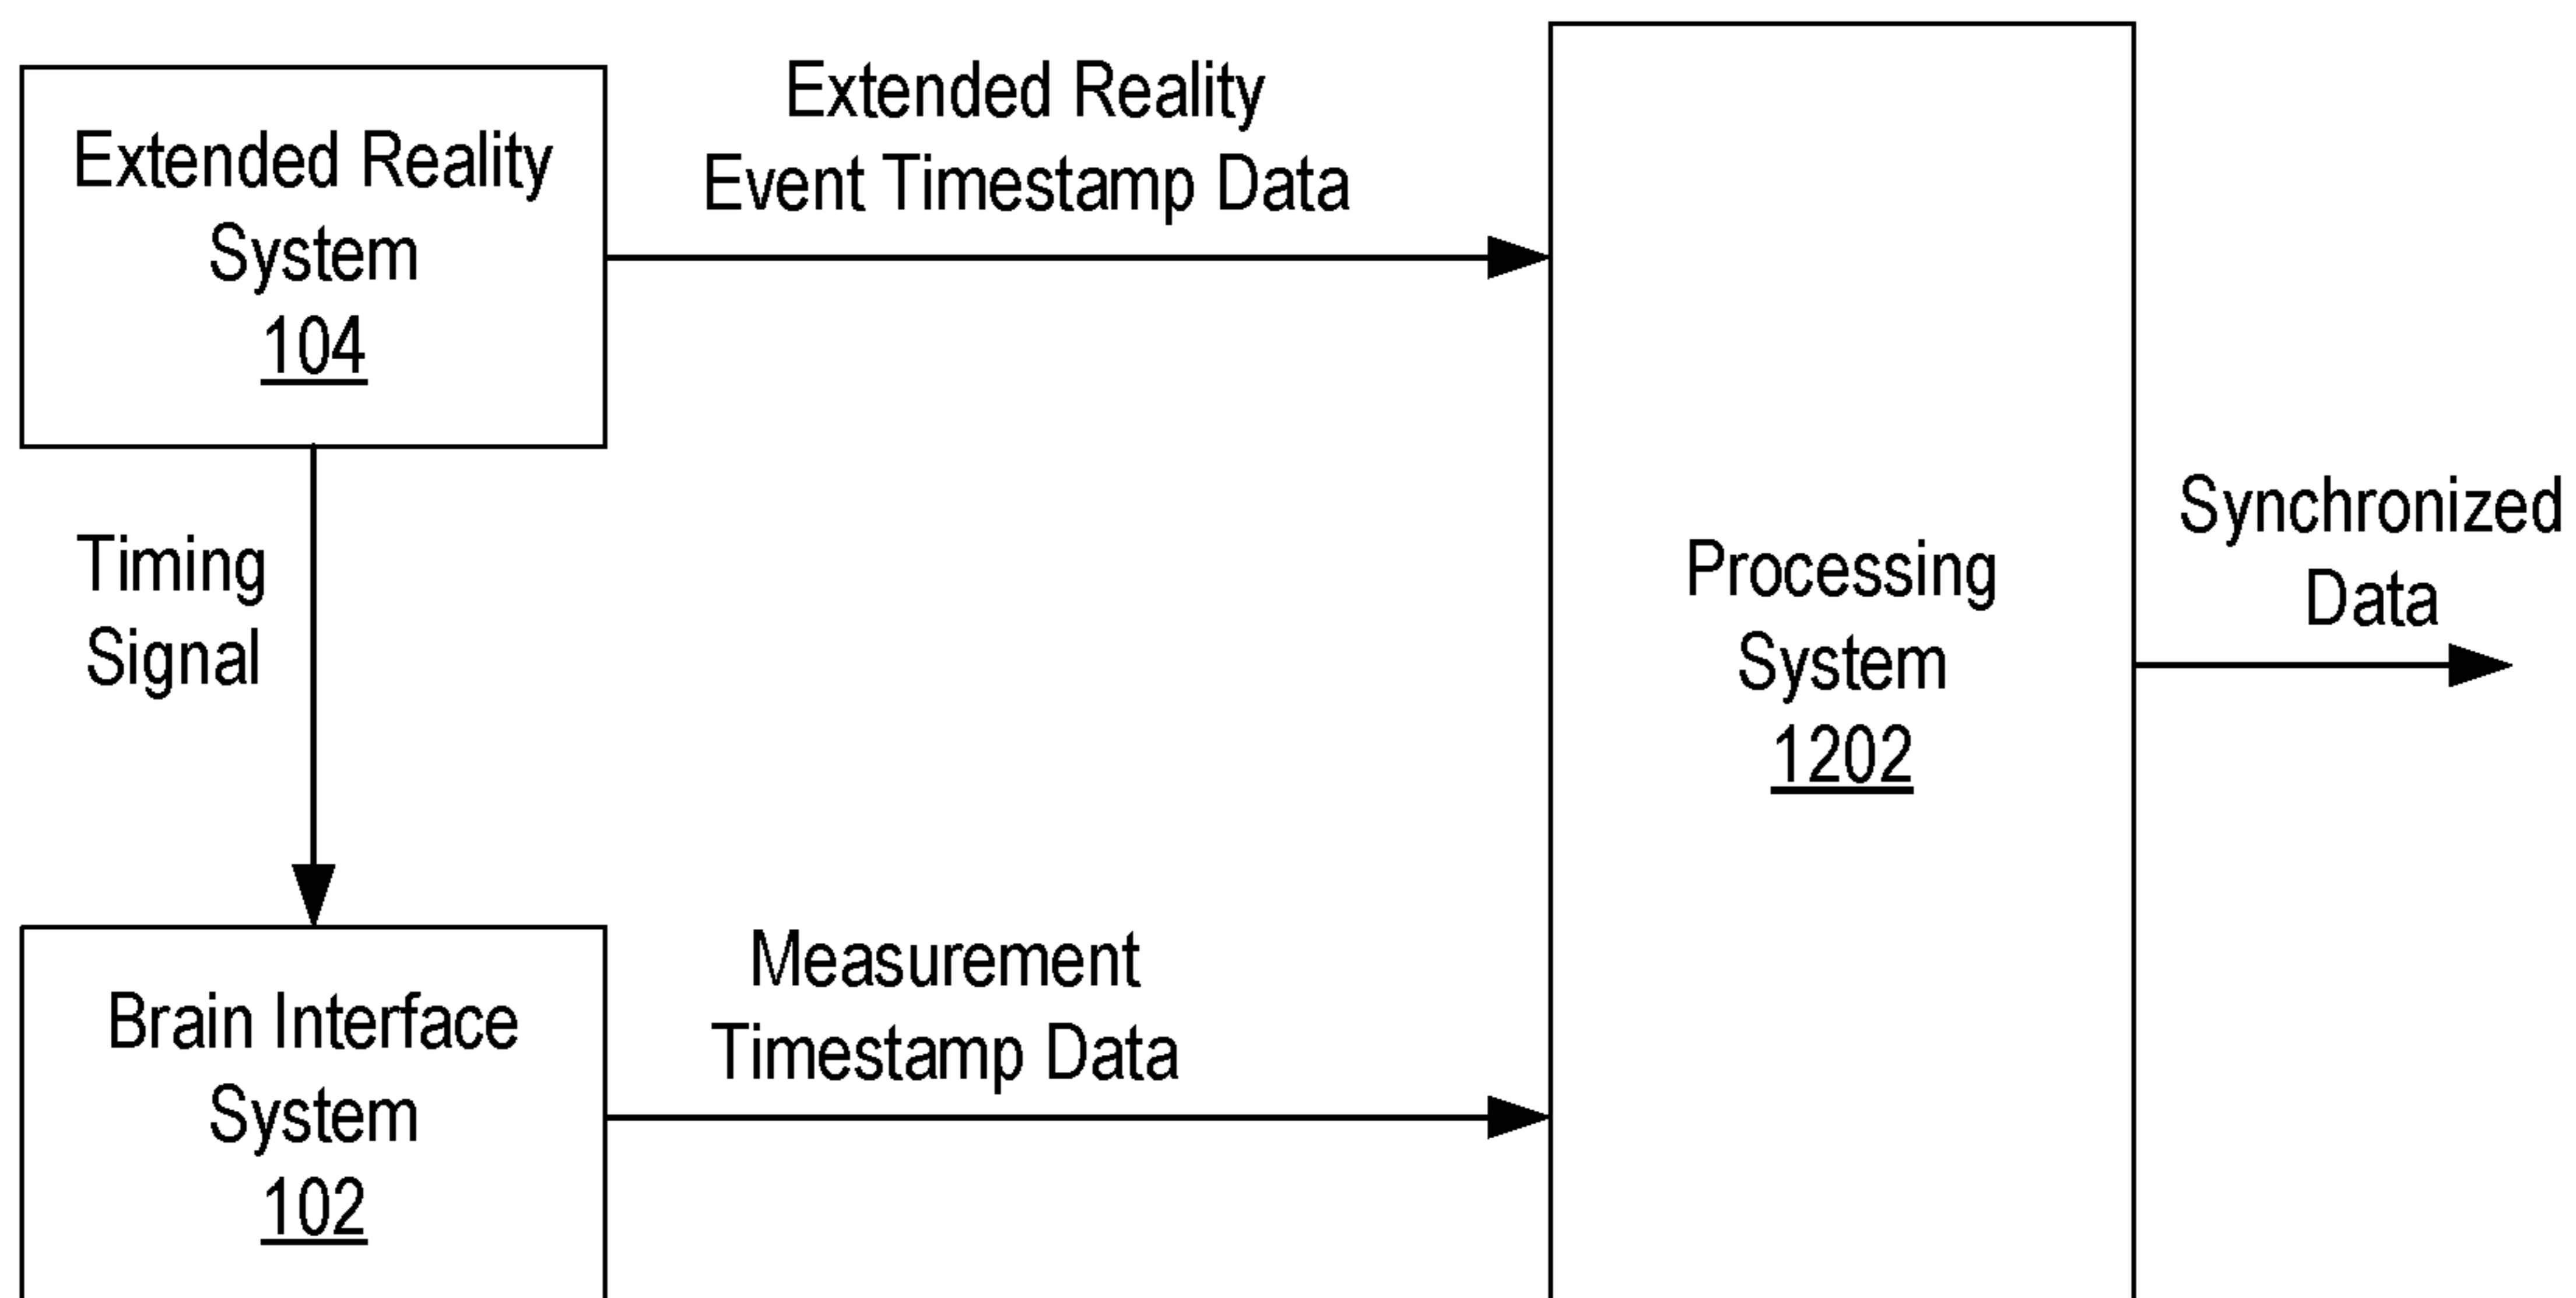 Extended Reality
System
104
Extended Reality
Event Timestamp Data
Timing
Signal
Brain Interface
System
102
Measurement
Timestamp Data
Processing
System
1202
Synchronized
Data